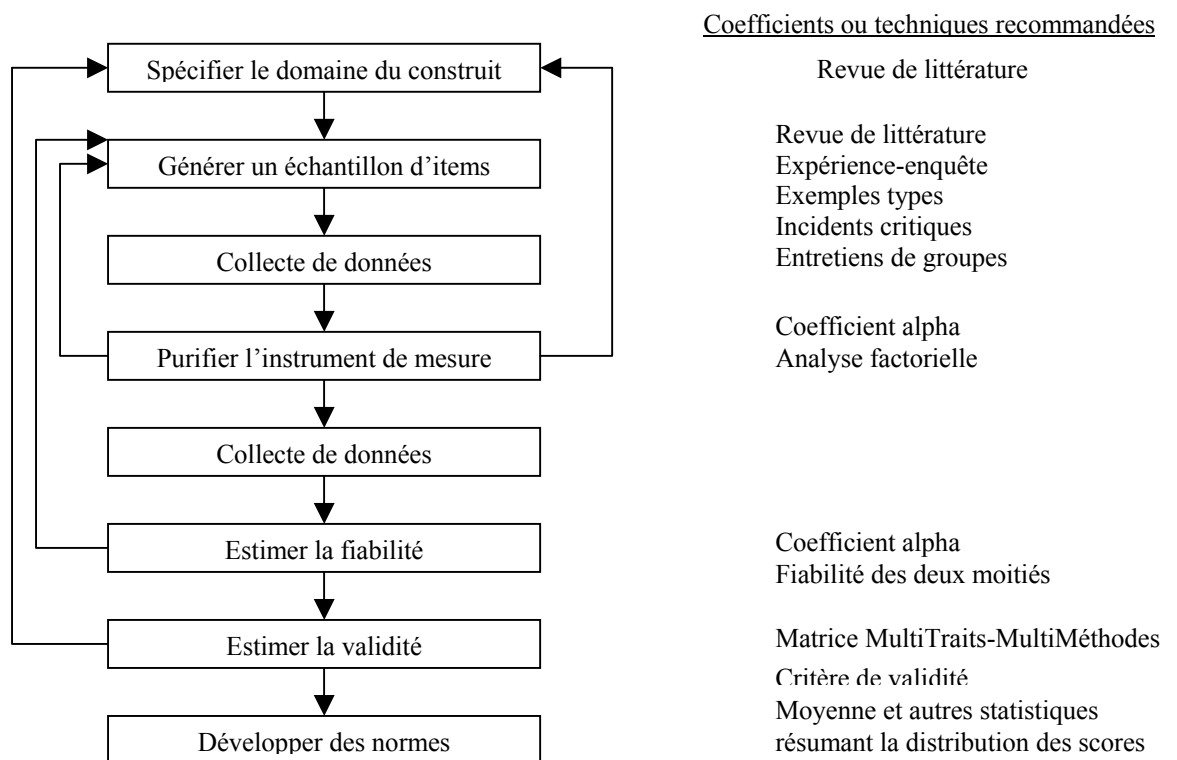 Coefficients ou techniques recommandées
Spécifier le domaine du construit
Revue de littérature
Générer un échantillon d’items
Revue de littérature
Expérience-enquête
Exemples types
Incidents critiques
Entretiens de groupes
Collecte de données
Purifier l’instrument de mesure
Coefficient alpha
Analyse factorielle
Collecte de données
Estimer la fiabilité
Coefficient alpha
Fiabilité des deux moitiés
Estimer la validité
Matrice MultiTraits-MultiMéthodes
Critère de validité
Développer des normes
Moyenne et autres statistiques
résumant la distribution des scores